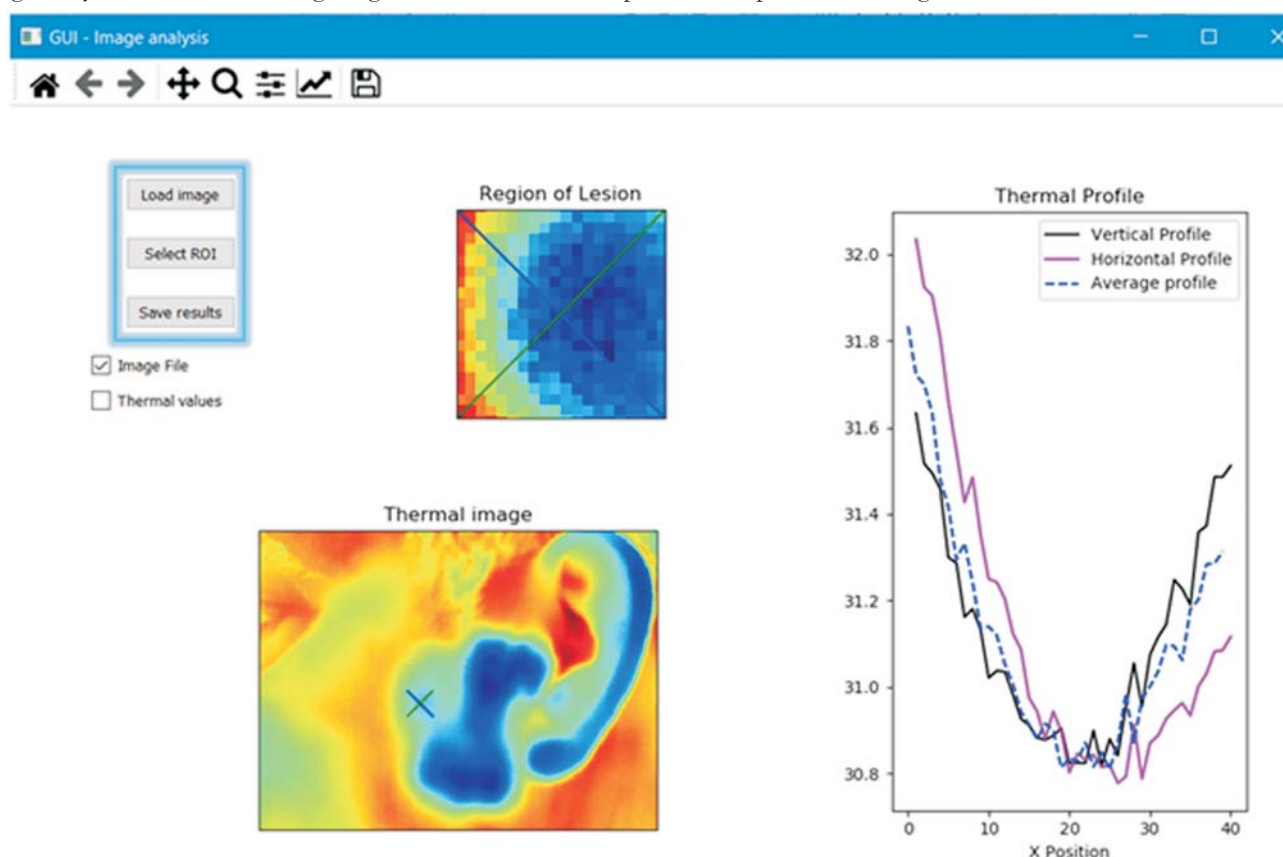 GUI - Image analysis
Load image
Select ROI
Save results
Image File
Thermal values
Region of Lesion
Thermal image
Thermal Profile
Vertical Profile
Horizontal Profile
Average profile
32.0
31.8
31.6
31.4
31.2
31.0
30.8
0 10 20 30 40
X Position